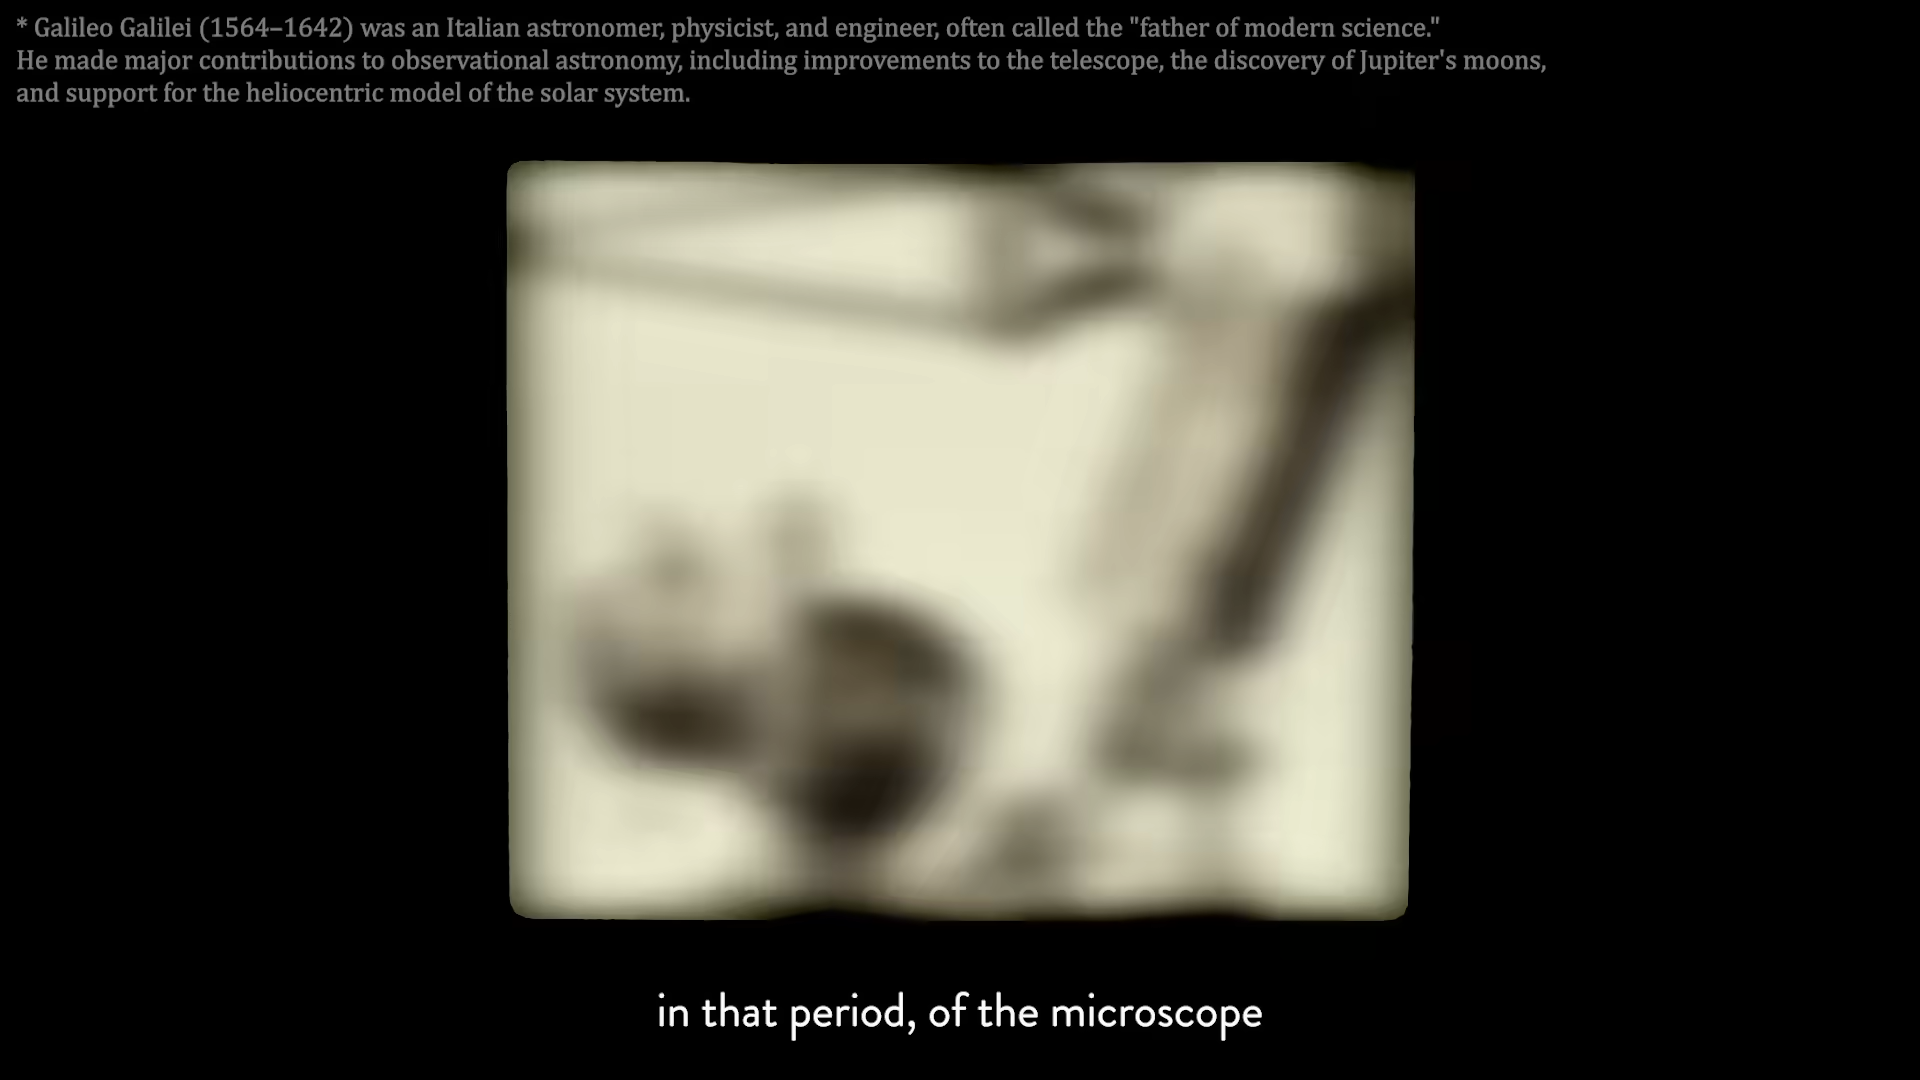 * Galileo Galilei (1564–1642) was an Italian astronomer, physicist, and engineer, often called the "father of modern science."
He made major contributions to observational astronomy, including improvements to the telescope, the discovery of Jupiter's moons,
and support for the heliocentric model of the solar system.
in that period, of the microscope